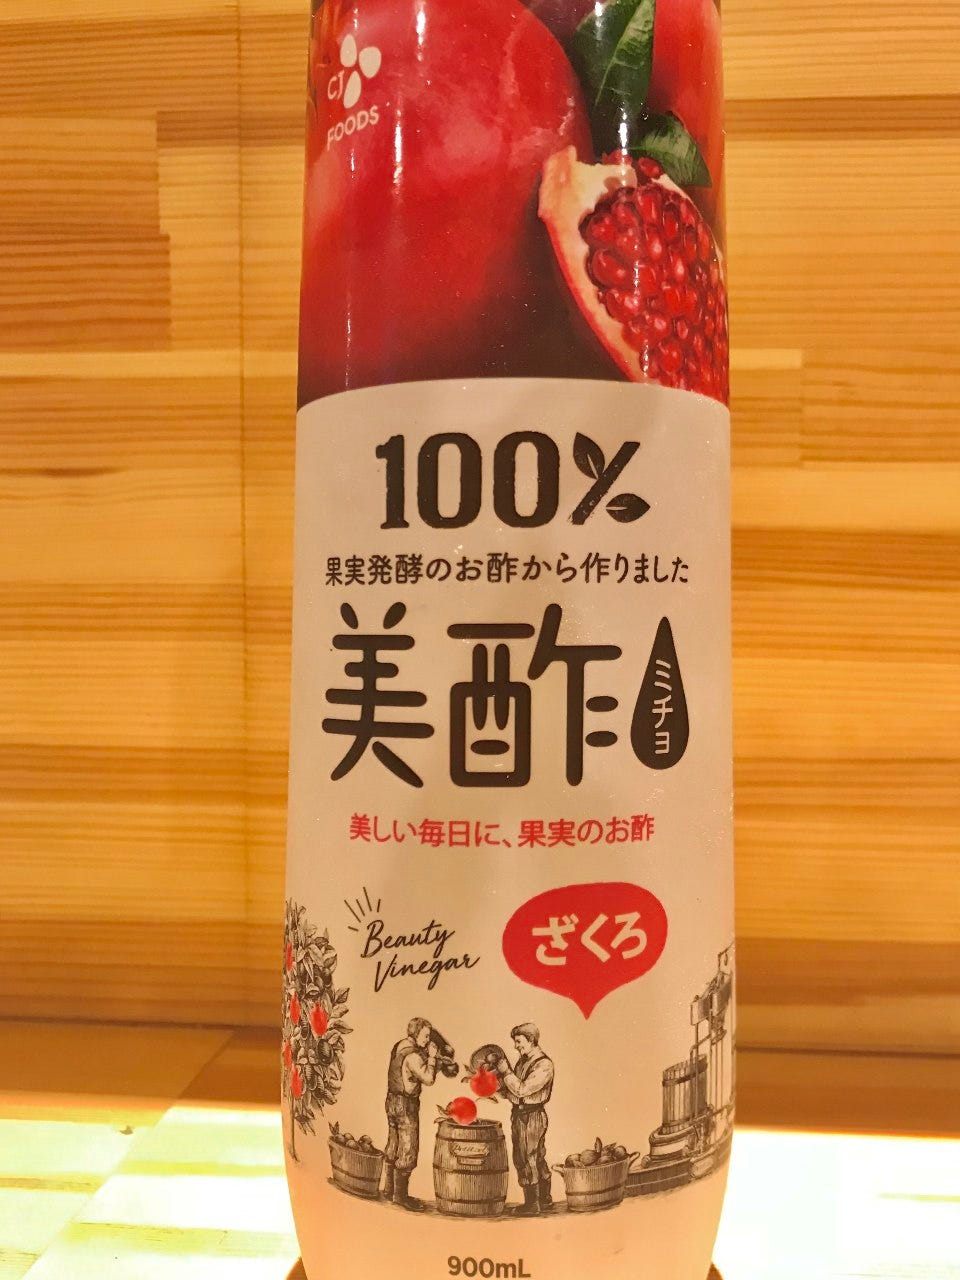 CJ
FOODS
100%
果実発酵のお酢から作りました
美酢
ミチョ
美しい毎日に、果実のお酢
Beauty
Vinegar
ざくろ
900mL